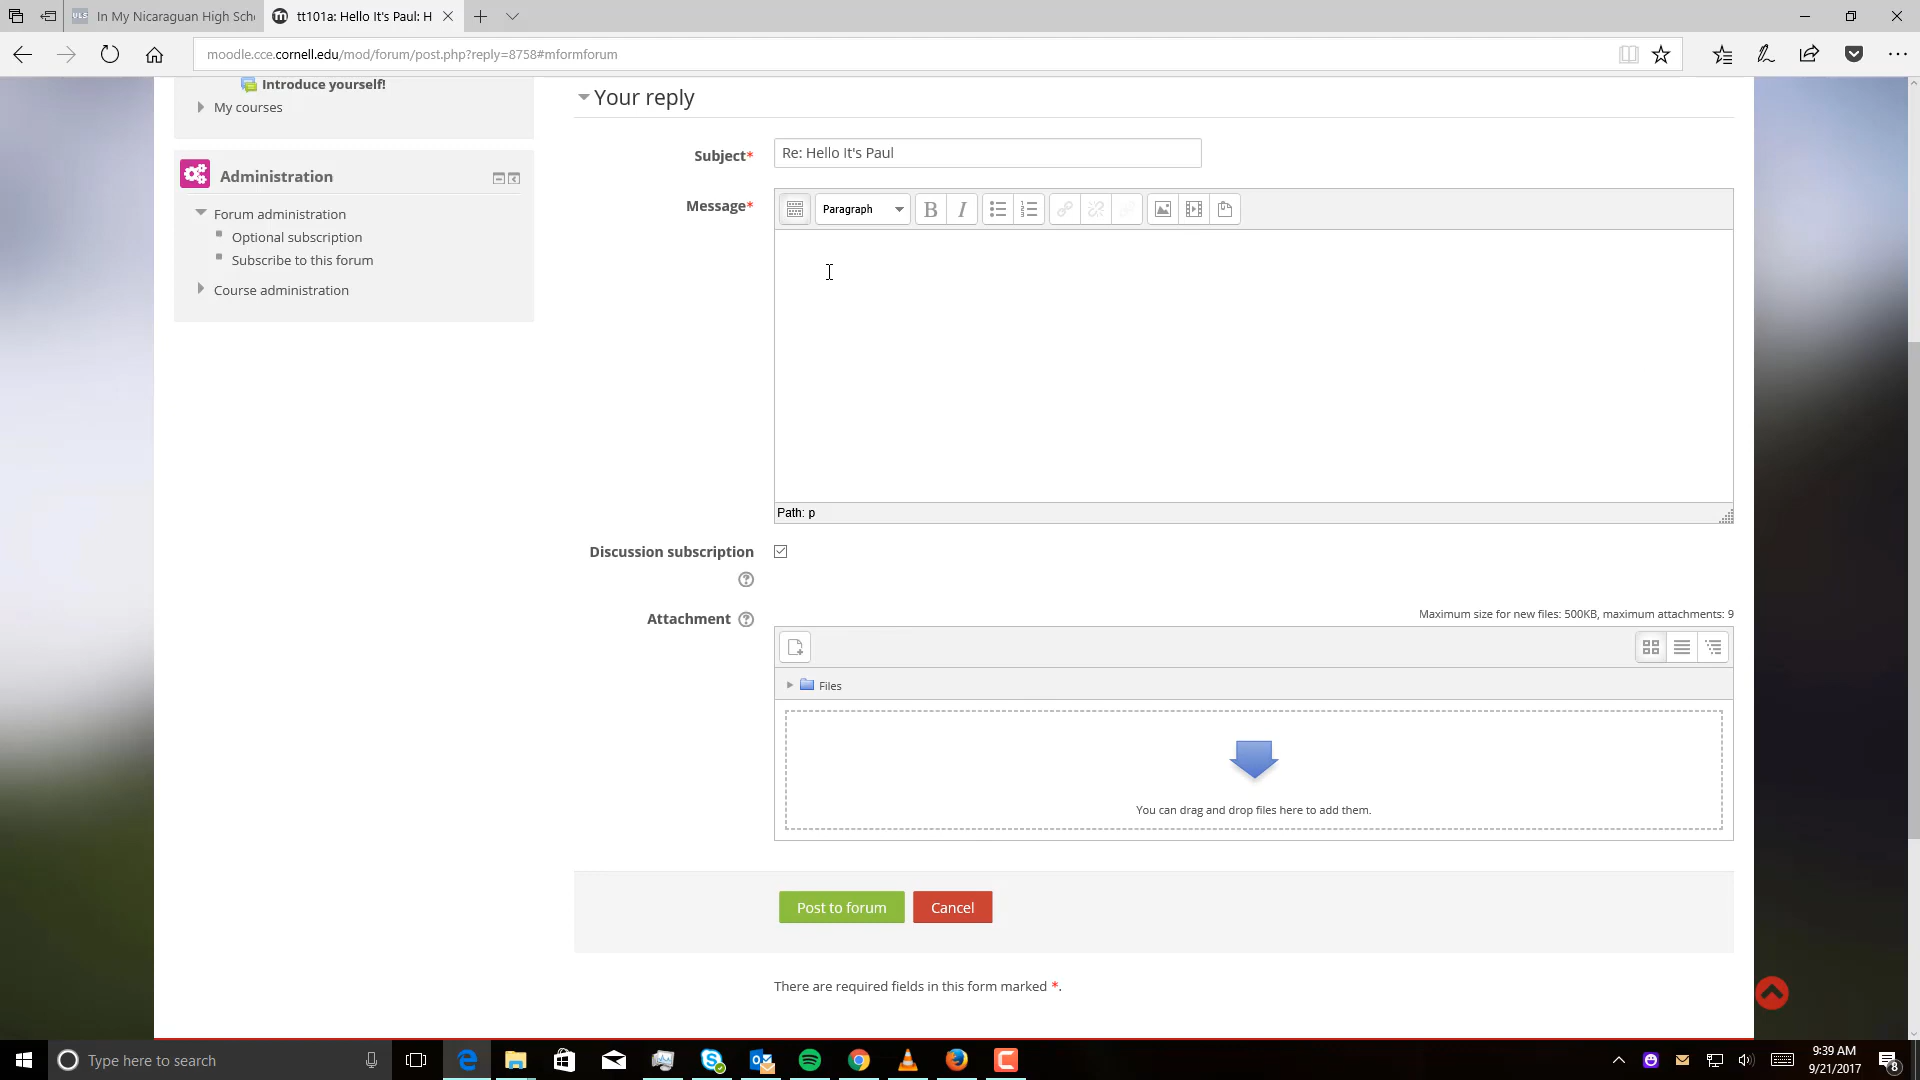 In My Nicaraguan High Sch
tt101a: Hello It's Paul: H
moodle.cce.cornell.edu/mod/forum/post.php?reply=8758#mformforum
Introduce yourself!
My courses
Administration
Forum administration
Optional subscription
Subscribe to this forum
Course administration
Your reply
Subject*
Re: Hello It's Paul
Message*
Paragraph
B I
Path: p
Discussion subscription
Attachment
Maximum size for new files: 500KB, maximum attachments: 9
Files
You can drag and drop files here to add them.
Post to forum
Cancel
There are required fields in this form marked *.
Type here to search
9:39 AM
9/21/2017
8